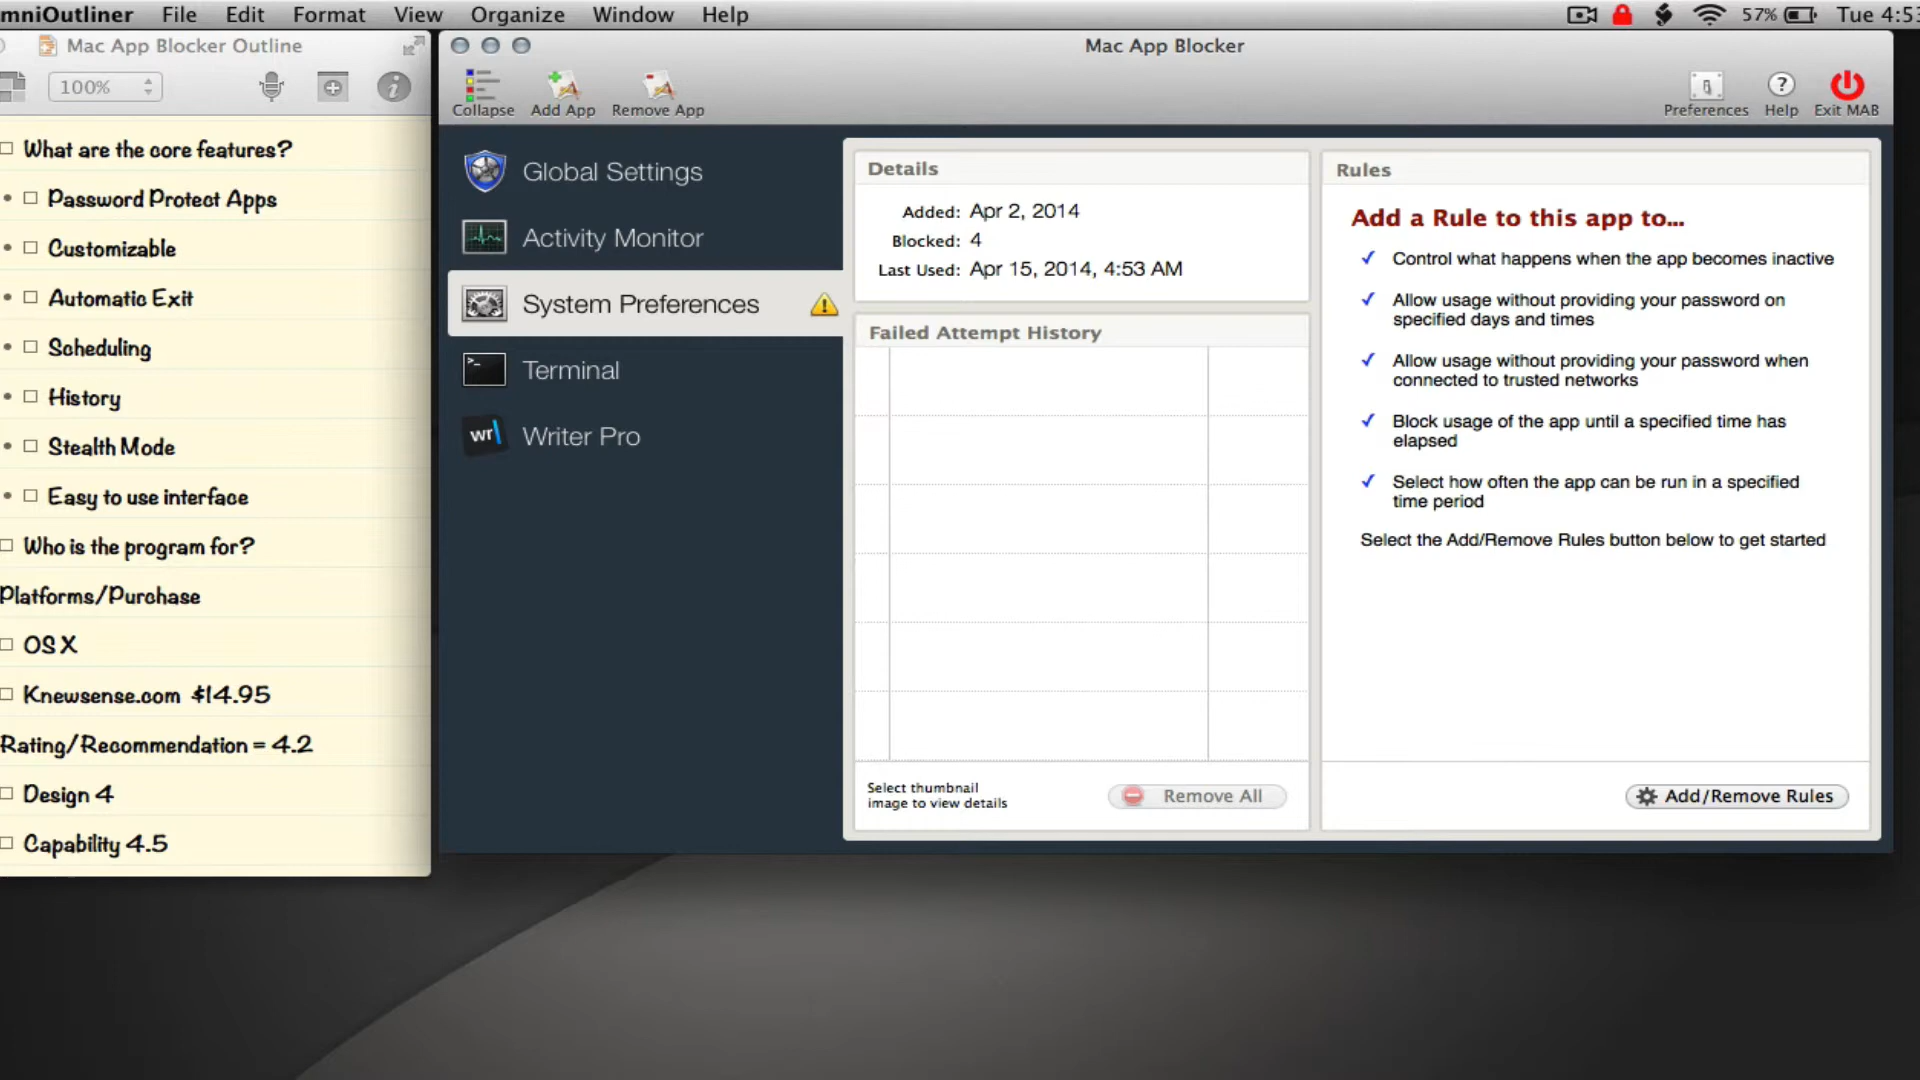 mniOutliner File Edit Format View Organize Window Help 57% Tue 4:53
Mac App Blocker Outline
100%
What are the core features?
Password Protect Apps
Customizable
Automatic Exit
Scheduling
History
Stealth Mode
Easy to use interface
Who is the program for?
Platforms/Purchase
OS X
Knewsense.com $14.95
Rating/Recommendation = 4.2
Design 4
Capability 4.5
Mac App Blocker
Collapse Add App Remove App Preferences Help Exit MAB
Global Settings
Activity Monitor
System Preferences
Terminal
Writer Pro
Details
Added: Apr 2, 2014
Blocked: 4
Last Used: Apr 15, 2014, 4:53 AM
Failed Attempt History
Select thumbnail
image to view details
Remove All
Rules
Add a Rule to this app to...
Control what happens when the app becomes inactive
Allow usage without providing your password on
specified days and times
Allow usage without providing your password when
connected to trusted networks
Block usage of the app until a specified time has
elapsed
Select how often the app can be run in a specified
time period
Select the Add/Remove Rules button below to get started
Add/Remove Rules